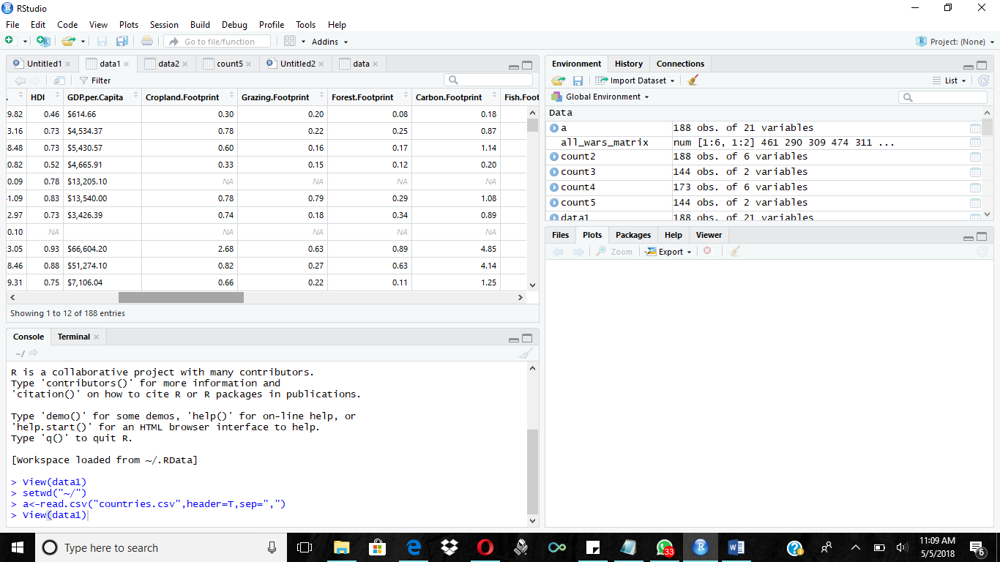 RStudio
File Edit Code View Plots Session Build Debug Profile Tools Help
Go to file/function Addins Project: (None)
Untitled1 data1 data2 count5 Untitled2 data
Filter
. HDI GDP.per.Capita Cropland.Footprint Grazing.Footprint Forest.Footprint Carbon.Footprint Fish.Foot
9.82 0.46 $614.66 0.30 0.20 0.08 0.18
3.16 0.73 $4,534.37 0.78 0.22 0.25 0.87
8.48 0.73 $5,430.57 0.60 0.16 0.17 1.14
0.82 0.52 $4,665.91 0.33 0.15 0.12 0.20
0.09 0.78 $13,205.10 NA NA NA NA
1.09 0.83 $13,540.00 0.78 0.79 0.29 1.08
2.97 0.73 $3,426.39 0.74 0.18 0.34 0.89
0.10 NA NA NA NA NA
3.05 0.93 $66,604.20 2.68 0.63 0.89 4.85
8.46 0.88 $51,274.10 0.82 0.27 0.63 4.14
9.31 0.75 $7,106.04 0.66 0.22 0.11 1.25
Showing 1 to 12 of 188 entries
Console Terminal
~/
R is a collaborative project with many contributors.
Type 'contributors()' for more information and
'citation()' on how to cite R or R packages in publications.
Type 'demo()' for some demos, 'help()' for on-line help, or
'help.start()' for an HTML browser interface to help.
Type 'q()' to quit R.
[Workspace loaded from ~/.RData]
> View(data1)
> setwd("~/")
> a<-read.csv("countries.csv",header=T,sep=",")
> View(data1)
Environment History Connections
Import Dataset List
Global Environment
Data
a 188 obs. of 21 variables
all_wars_matrix num [1:6, 1:2] 461 290 309 474 311 ...
count2 188 obs. of 6 variables
count3 144 obs. of 2 variables
count4 173 obs. of 6 variables
count5 144 obs. of 2 variables
data1 188 obs. of 21 variables
Files Plots Packages Help Viewer
Zoom Export
Type here to search
33
11:09 AM
5/5/2018
6